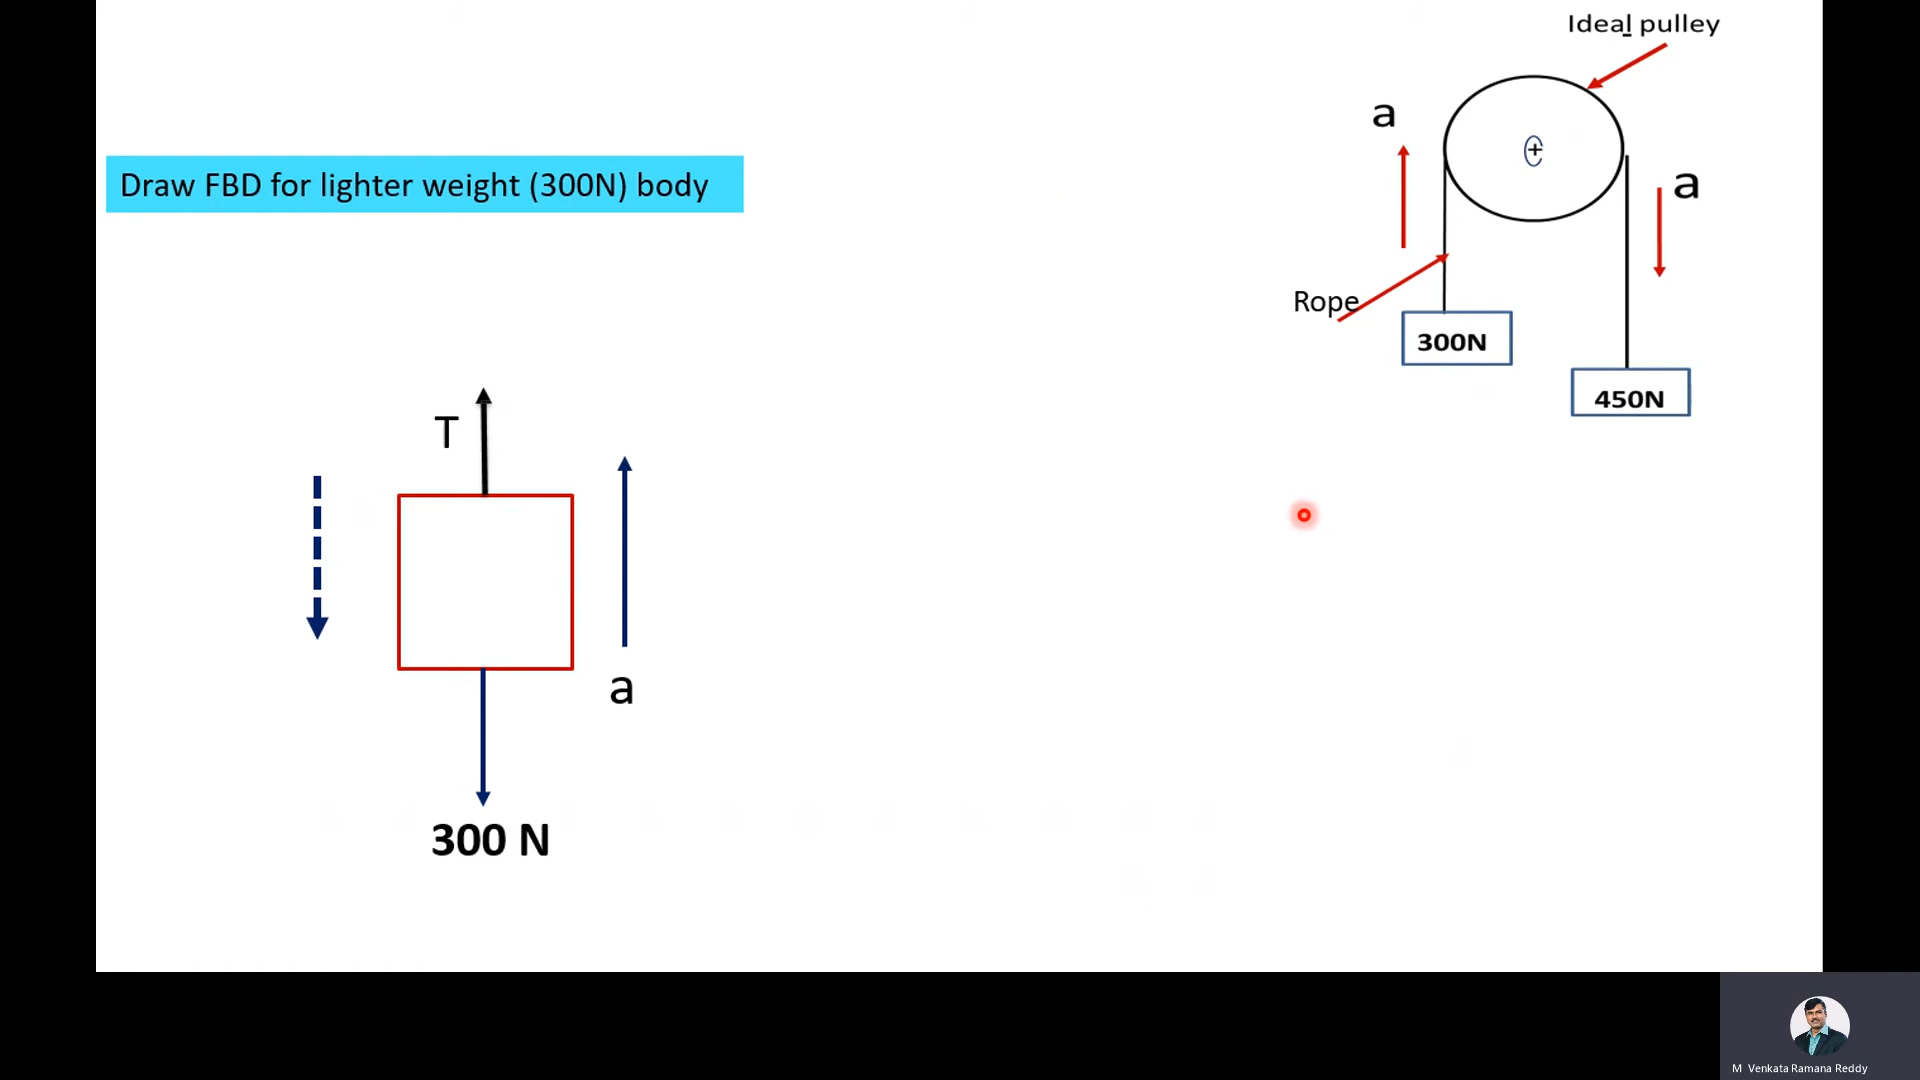 Ideal pulley
a
Draw FBD for lighter weight (300N) body
a
Rope
300N
450N
T
a
300 N
M Venkata Ramana Reddy